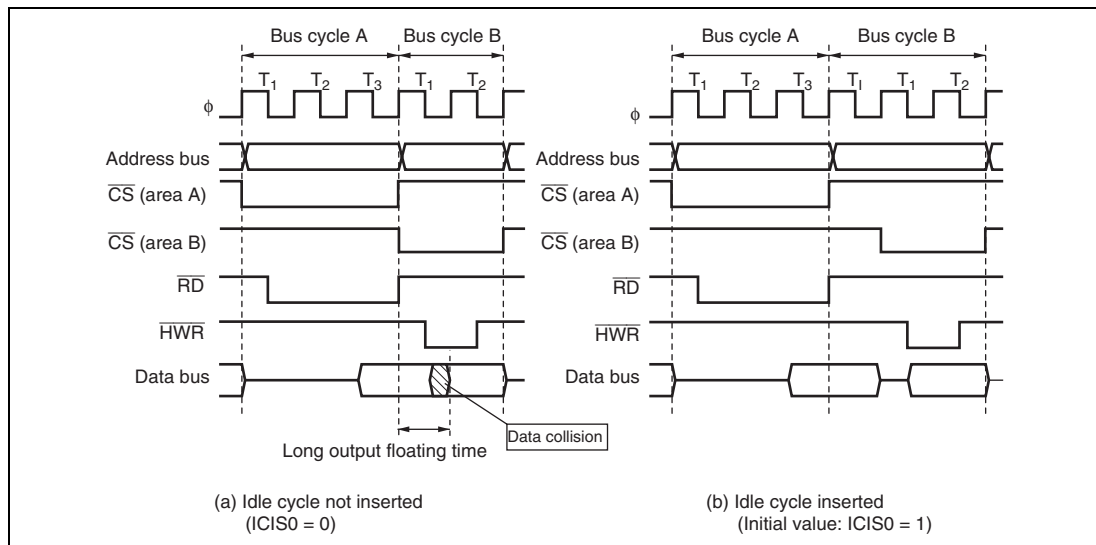 Bus cycle A Bus cycle B
T1 T2 T3 T1 T2
φ
Address bus
CS (area A)
CS (area B)
RD
HWR
Data bus
Long output floating time
Data collision
(a) Idle cycle not inserted
(ICIS0 = 0)
Bus cycle A Bus cycle B
T1 T2 T3 TI T1 T2
φ
Address bus
CS (area A)
CS (area B)
RD
HWR
Data bus
(b) Idle cycle inserted
(Initial value: ICIS0 = 1)